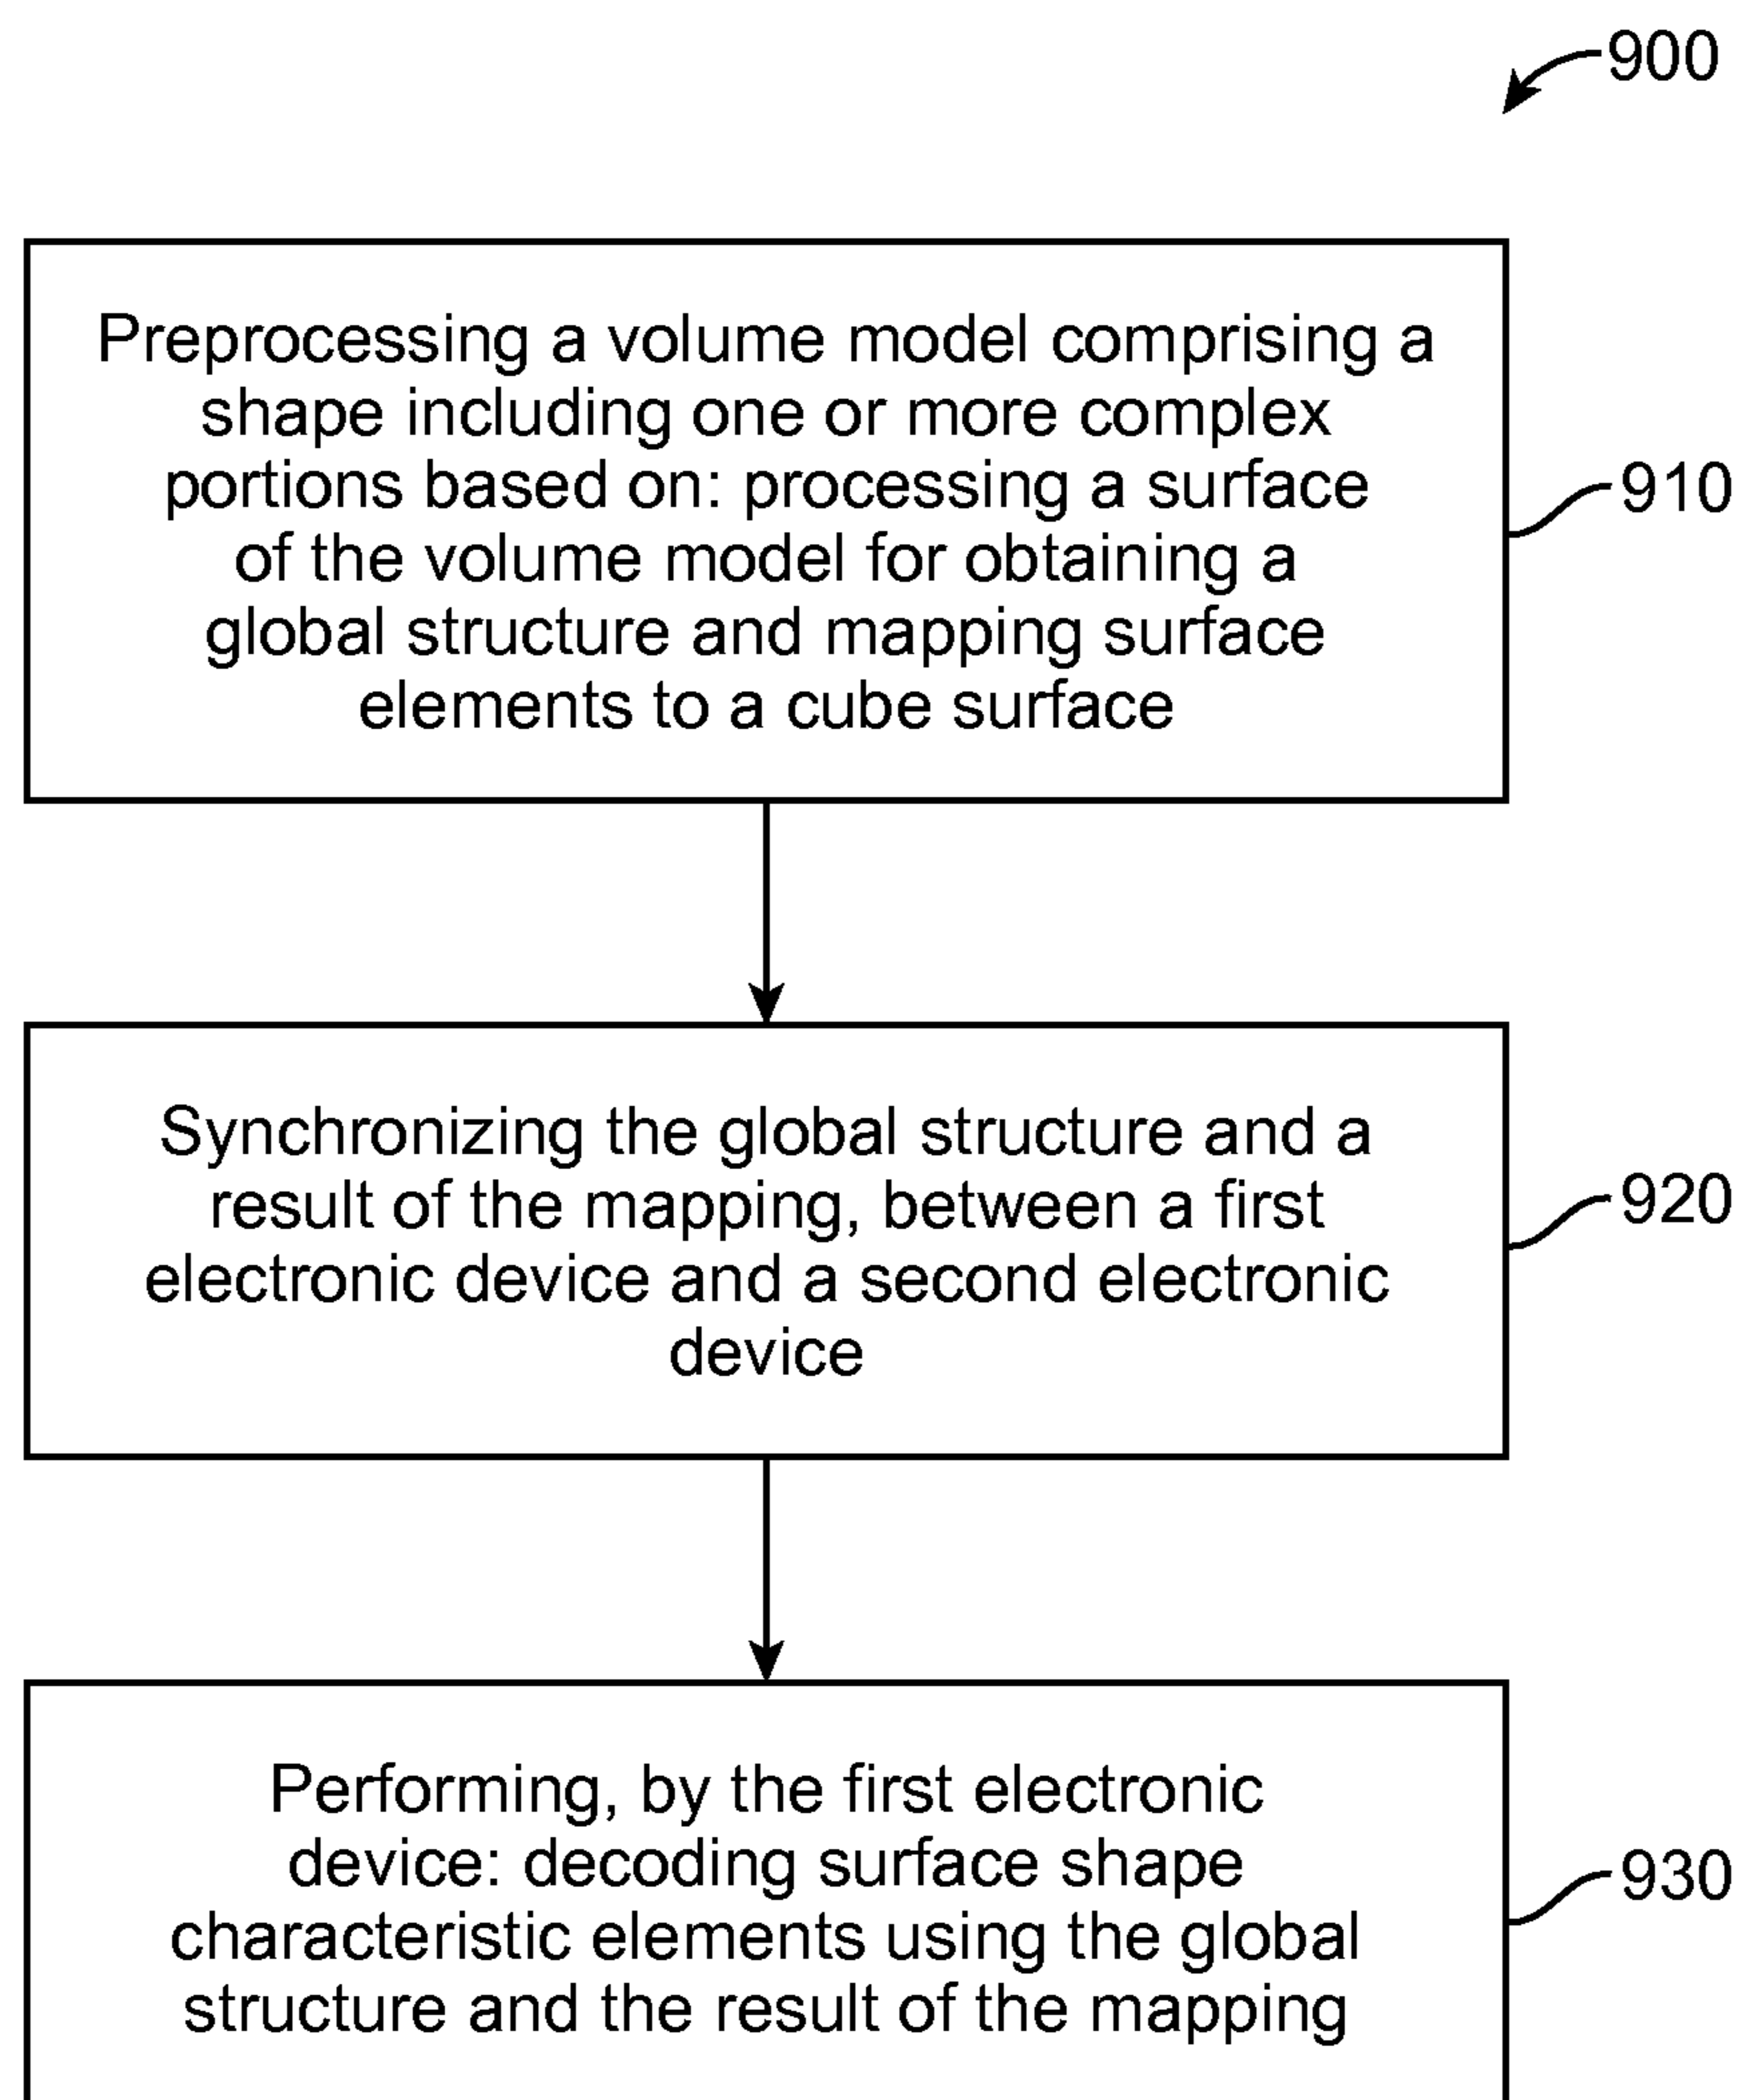 900
Preprocessing a volume model comprising a
shape including one or more complex
portions based on: processing a surface
of the volume model for obtaining a
global structure and mapping surface
elements to a cube surface
910
Synchronizing the global structure and a
result of the mapping, between a first
electronic device and a second electronic
device
920
Performing, by the first electronic
device: decoding surface shape
characteristic elements using the global
structure and the result of the mapping
930